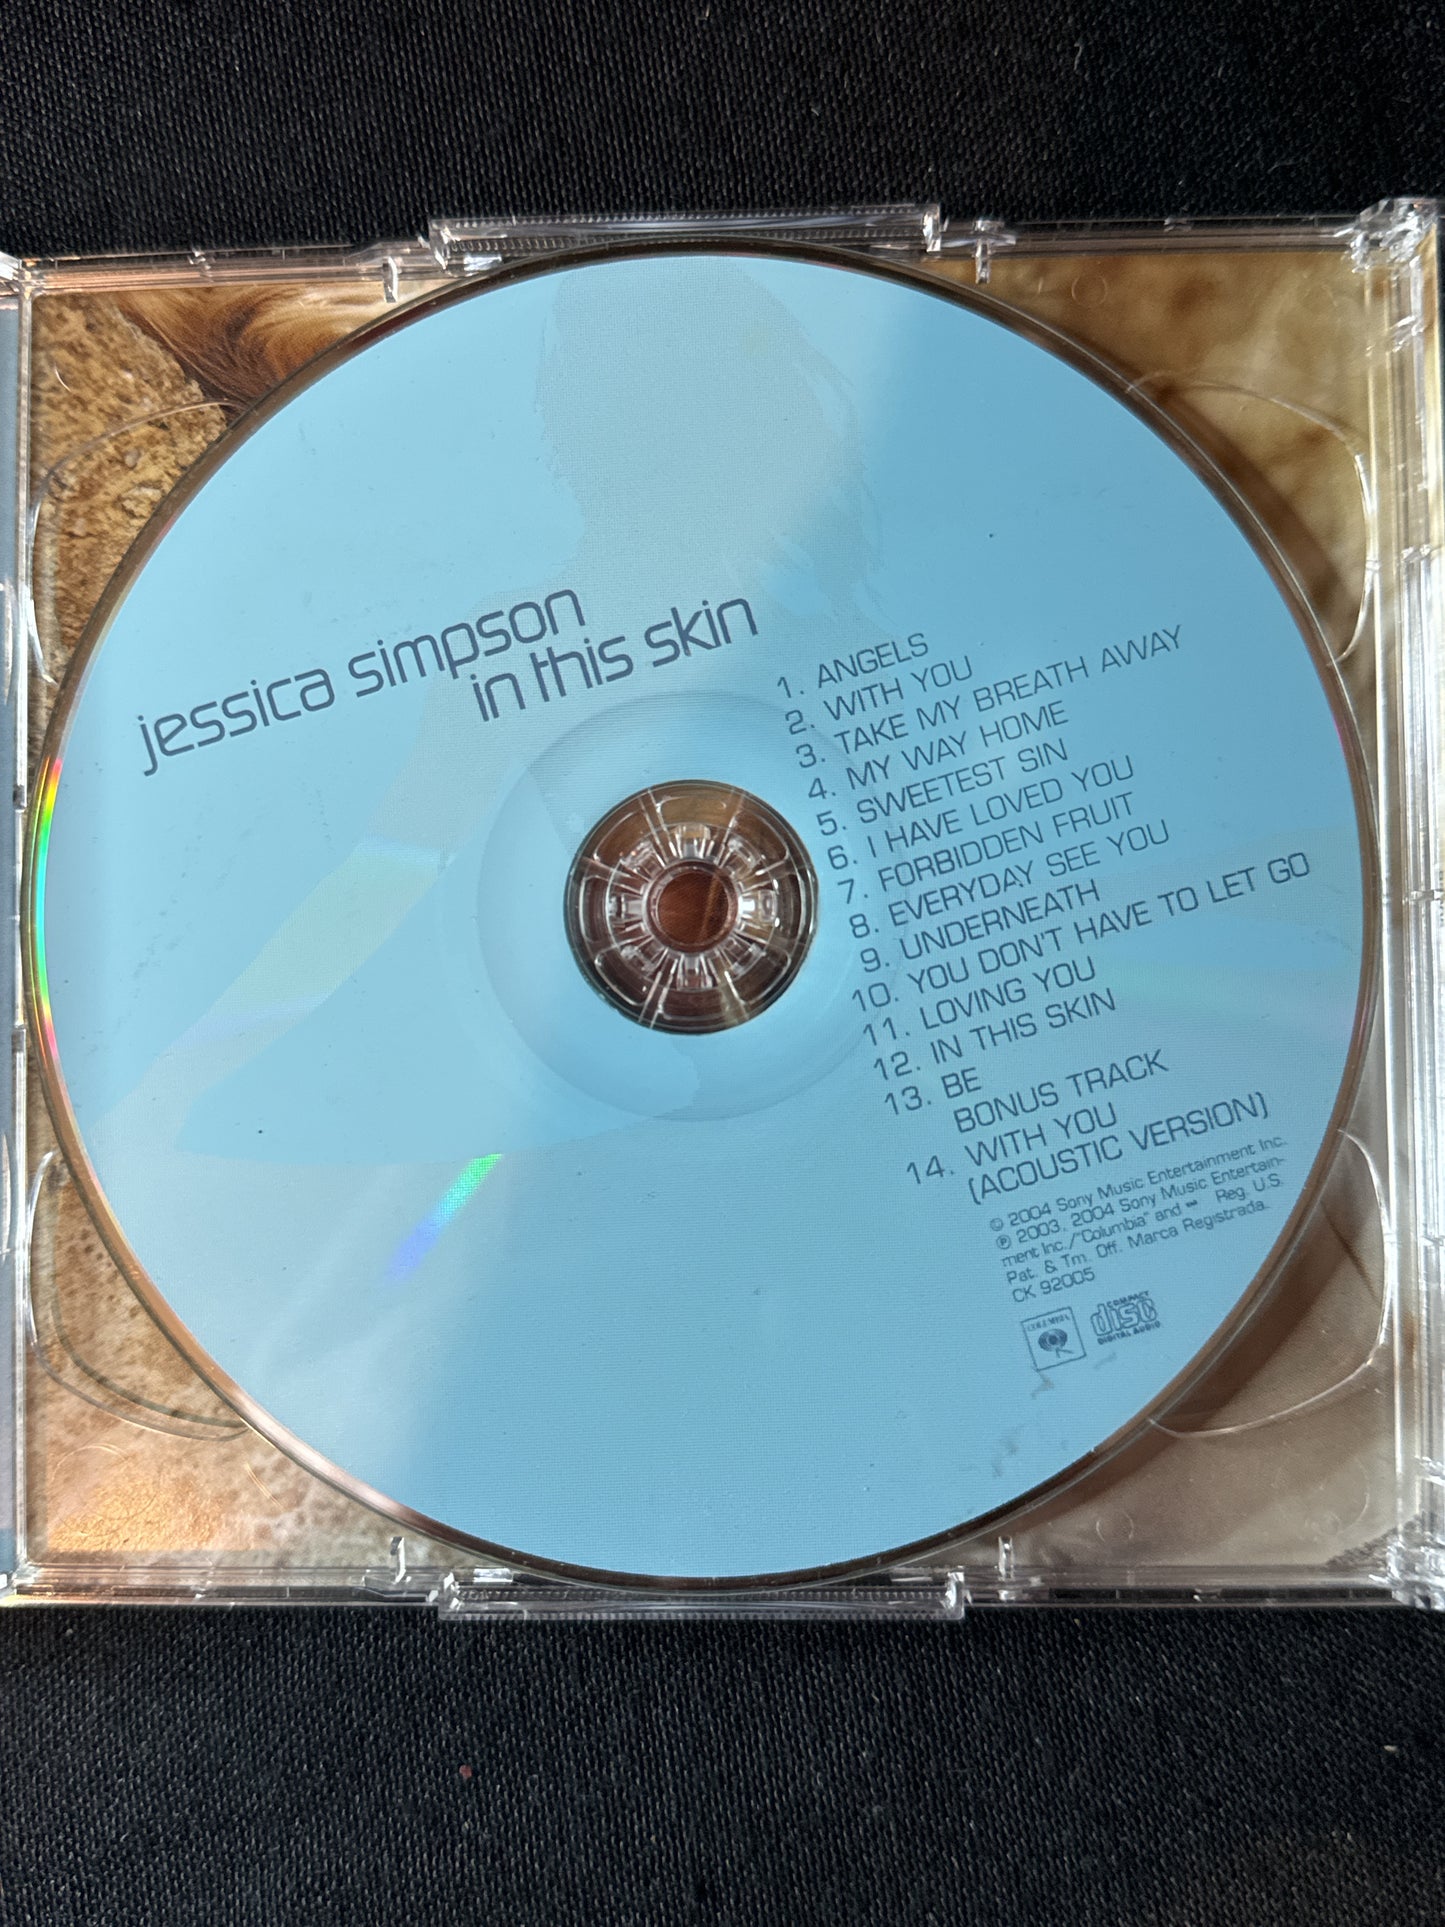 jessica simpson
in this skin
1. ANGELS
2. WITH YOU
3. TAKE MY BREATH AWAY
4. MY WAY HOME
5. SWEETEST SIN
6. I HAVE LOVED YOU
7. FORBIDDEN FRUIT
8. EVERYDAY SEE YOU
9. UNDERNEATH
10. YOU DON'T HAVE TO LET GO
11. LOVING YOU
12. IN THIS SKIN
13. BE
BONUS TRACK
14. WITH YOU
(ACOUSTIC VERSION)
© 2004 Sony Music Entertainment Inc.
℗ 2003, 2004 Sony Music Entertain-
ment Inc./"Columbia" and Reg. U.S.
Pat. & Tm. Off. Marca Registrada.
CK 92005
COLUMBIA
COMPACT
disc
DIGITAL AUDIO